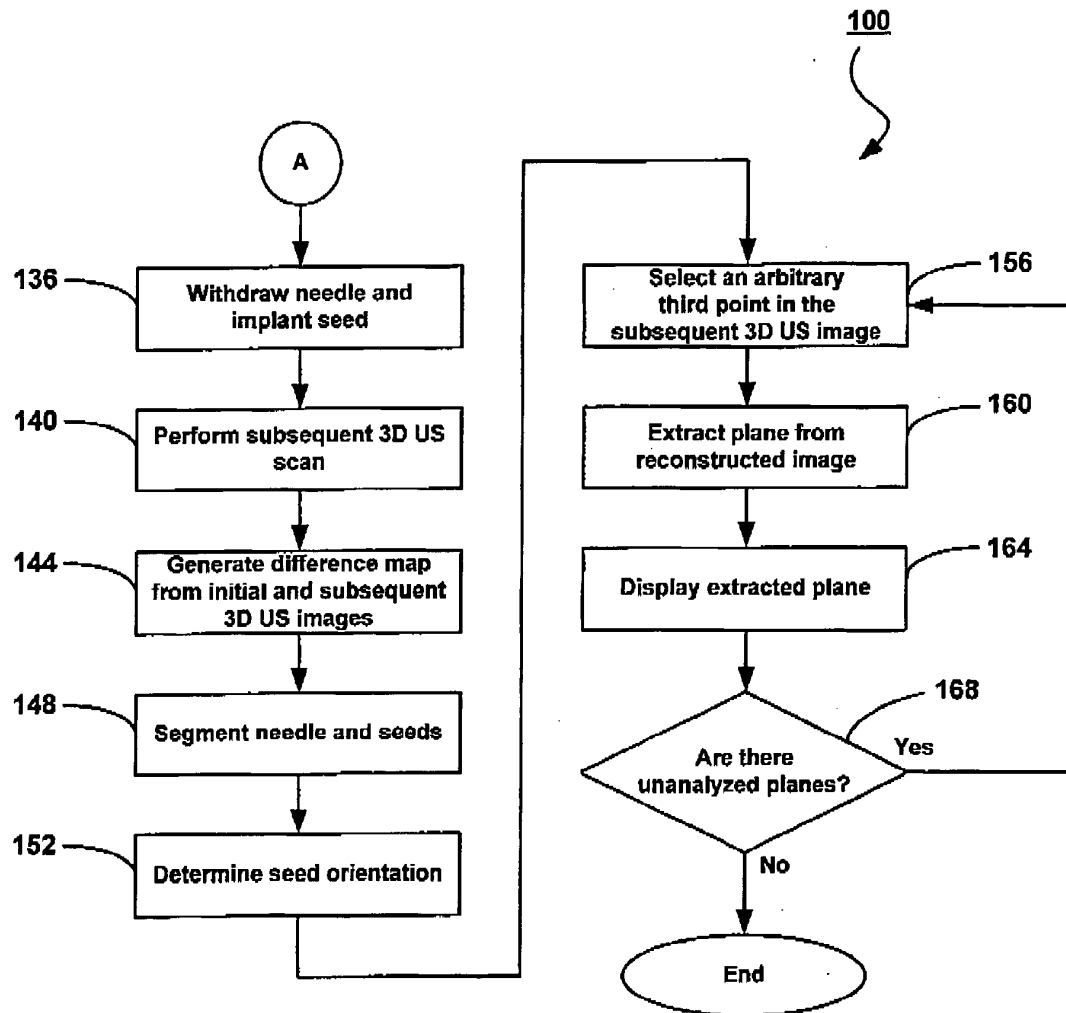 100
A
136
Withdraw needle and
implant seed
140
Perform subsequent 3D US
scan
144
Generate difference map
from initial and subsequent
3D US images
148
Segment needle and seeds
152
Determine seed orientation
156
Select an arbitrary
third point in the
subsequent 3D US image
160
Extract plane from
reconstructed image
164
Display extracted plane
168
Are there
unanalyzed planes?
Yes
No
End